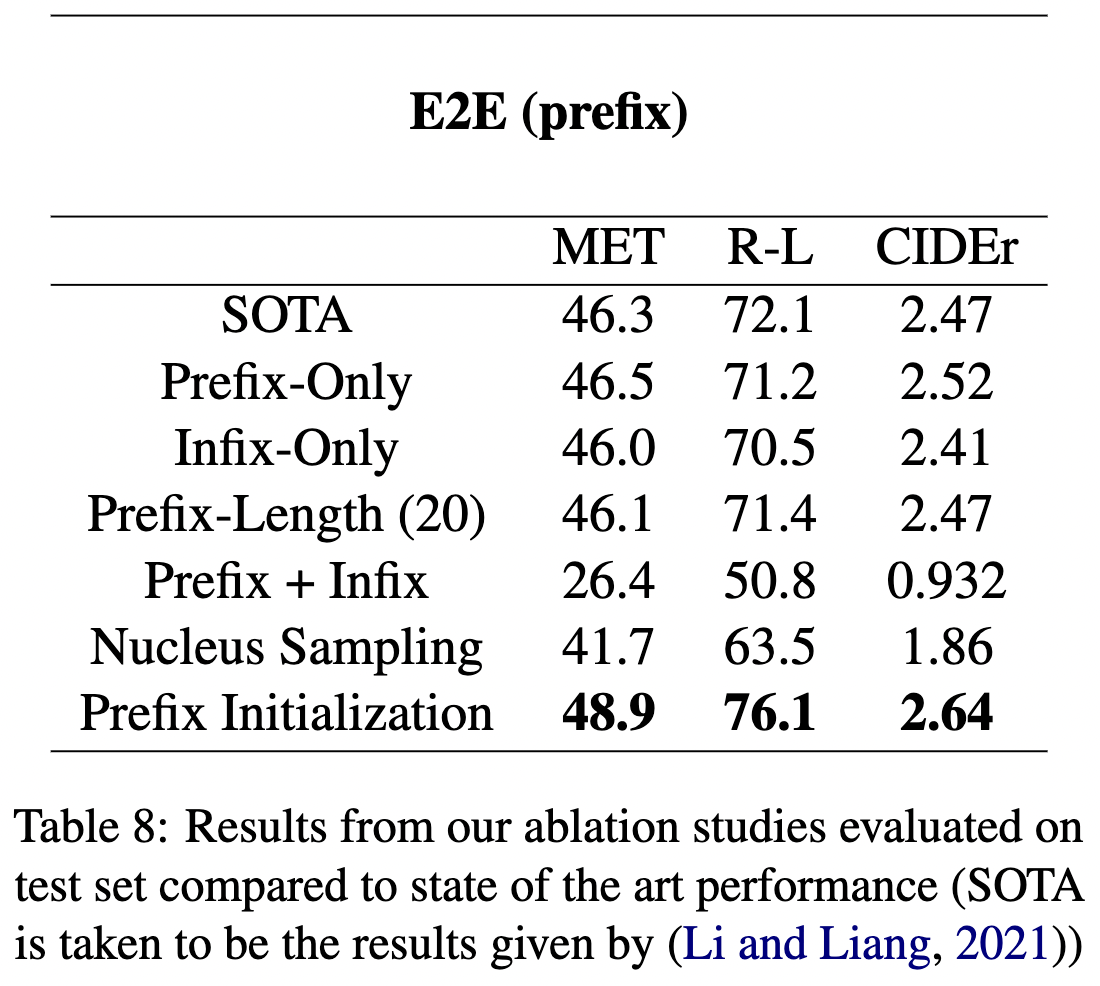 E2E (prefix)
MET R-L CIDEr
SOTA 46.3 72.1 2.47
Prefix-Only 46.5 71.2 2.52
Infix-Only 46.0 70.5 2.41
Prefix-Length (20) 46.1 71.4 2.47
Prefix + Infix 26.4 50.8 0.932
Nucleus Sampling 41.7 63.5 1.86
Prefix Initialization 48.9 76.1 2.64
Table 8: Results from our ablation studies evaluated on
test set compared to state of the art performance (SOTA
is taken to be the results given by (Li and Liang, 2021))